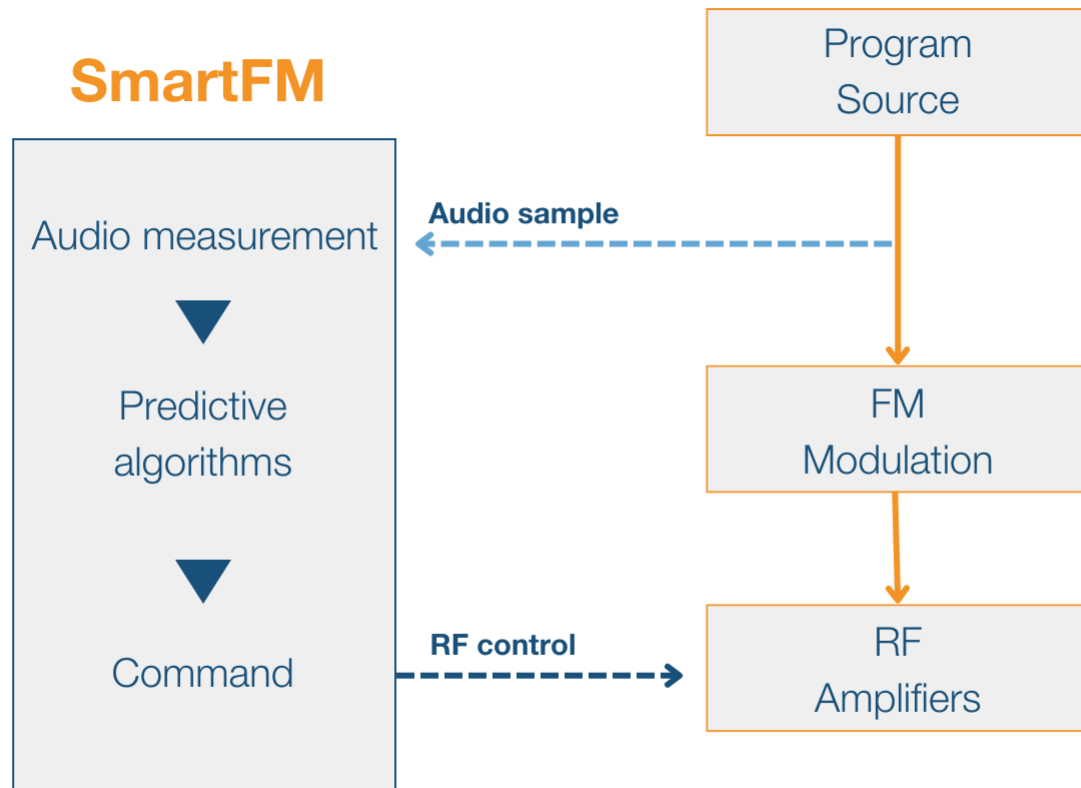 SmartFM
Audio measurement
Predictive
algorithms
Command
Audio sample
RF control
Program
Source
FM
Modulation
RF
Amplifiers